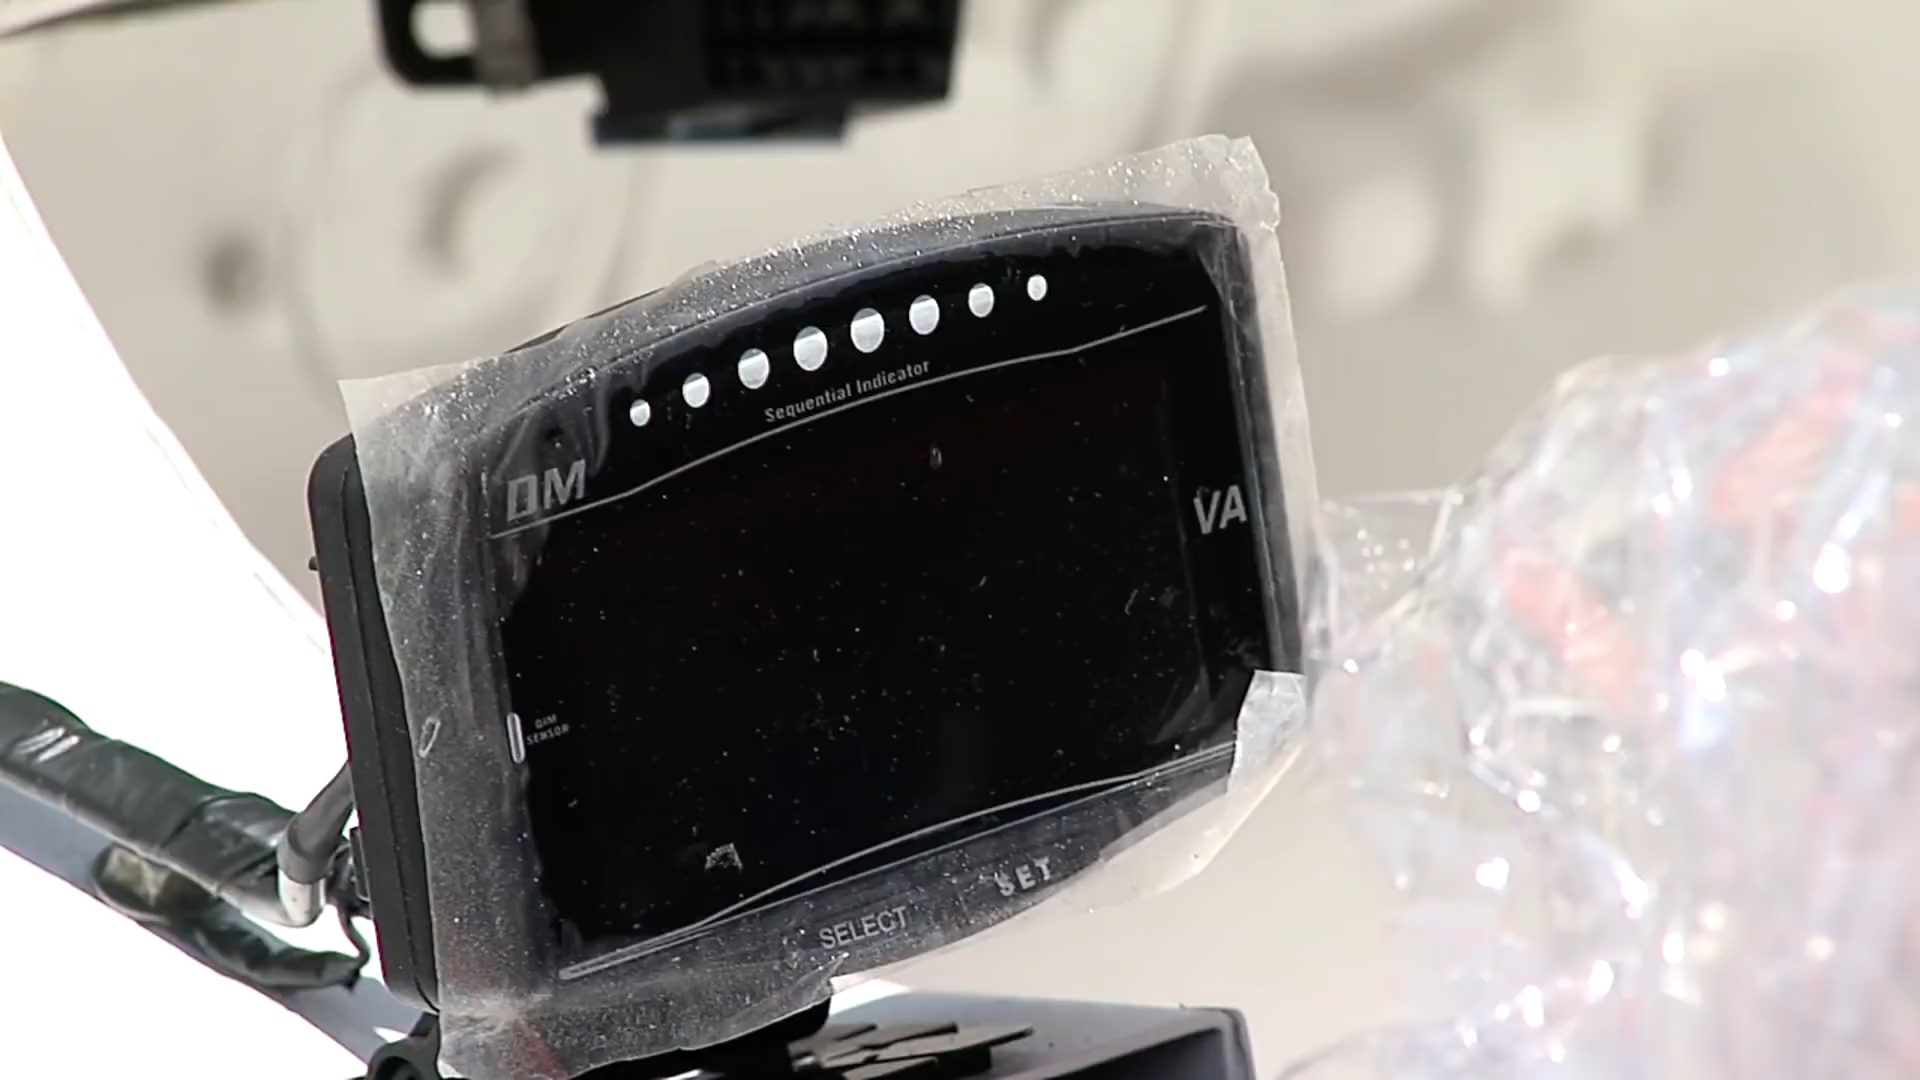 Sequential Indicator
DM
VA
DIM
SENSOR
SET
SELECT